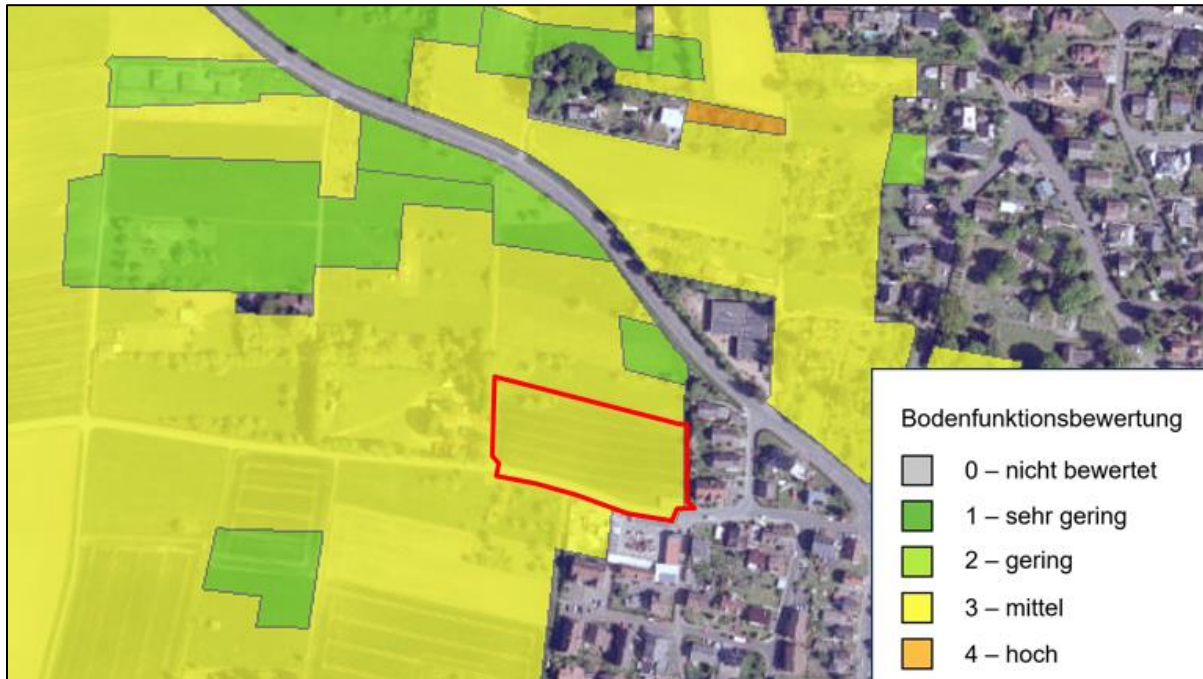 Bodenfunktionsbewertung
0 – nicht bewertet
1 – sehr gering
2 – gering
3 – mittel
4 – hoch